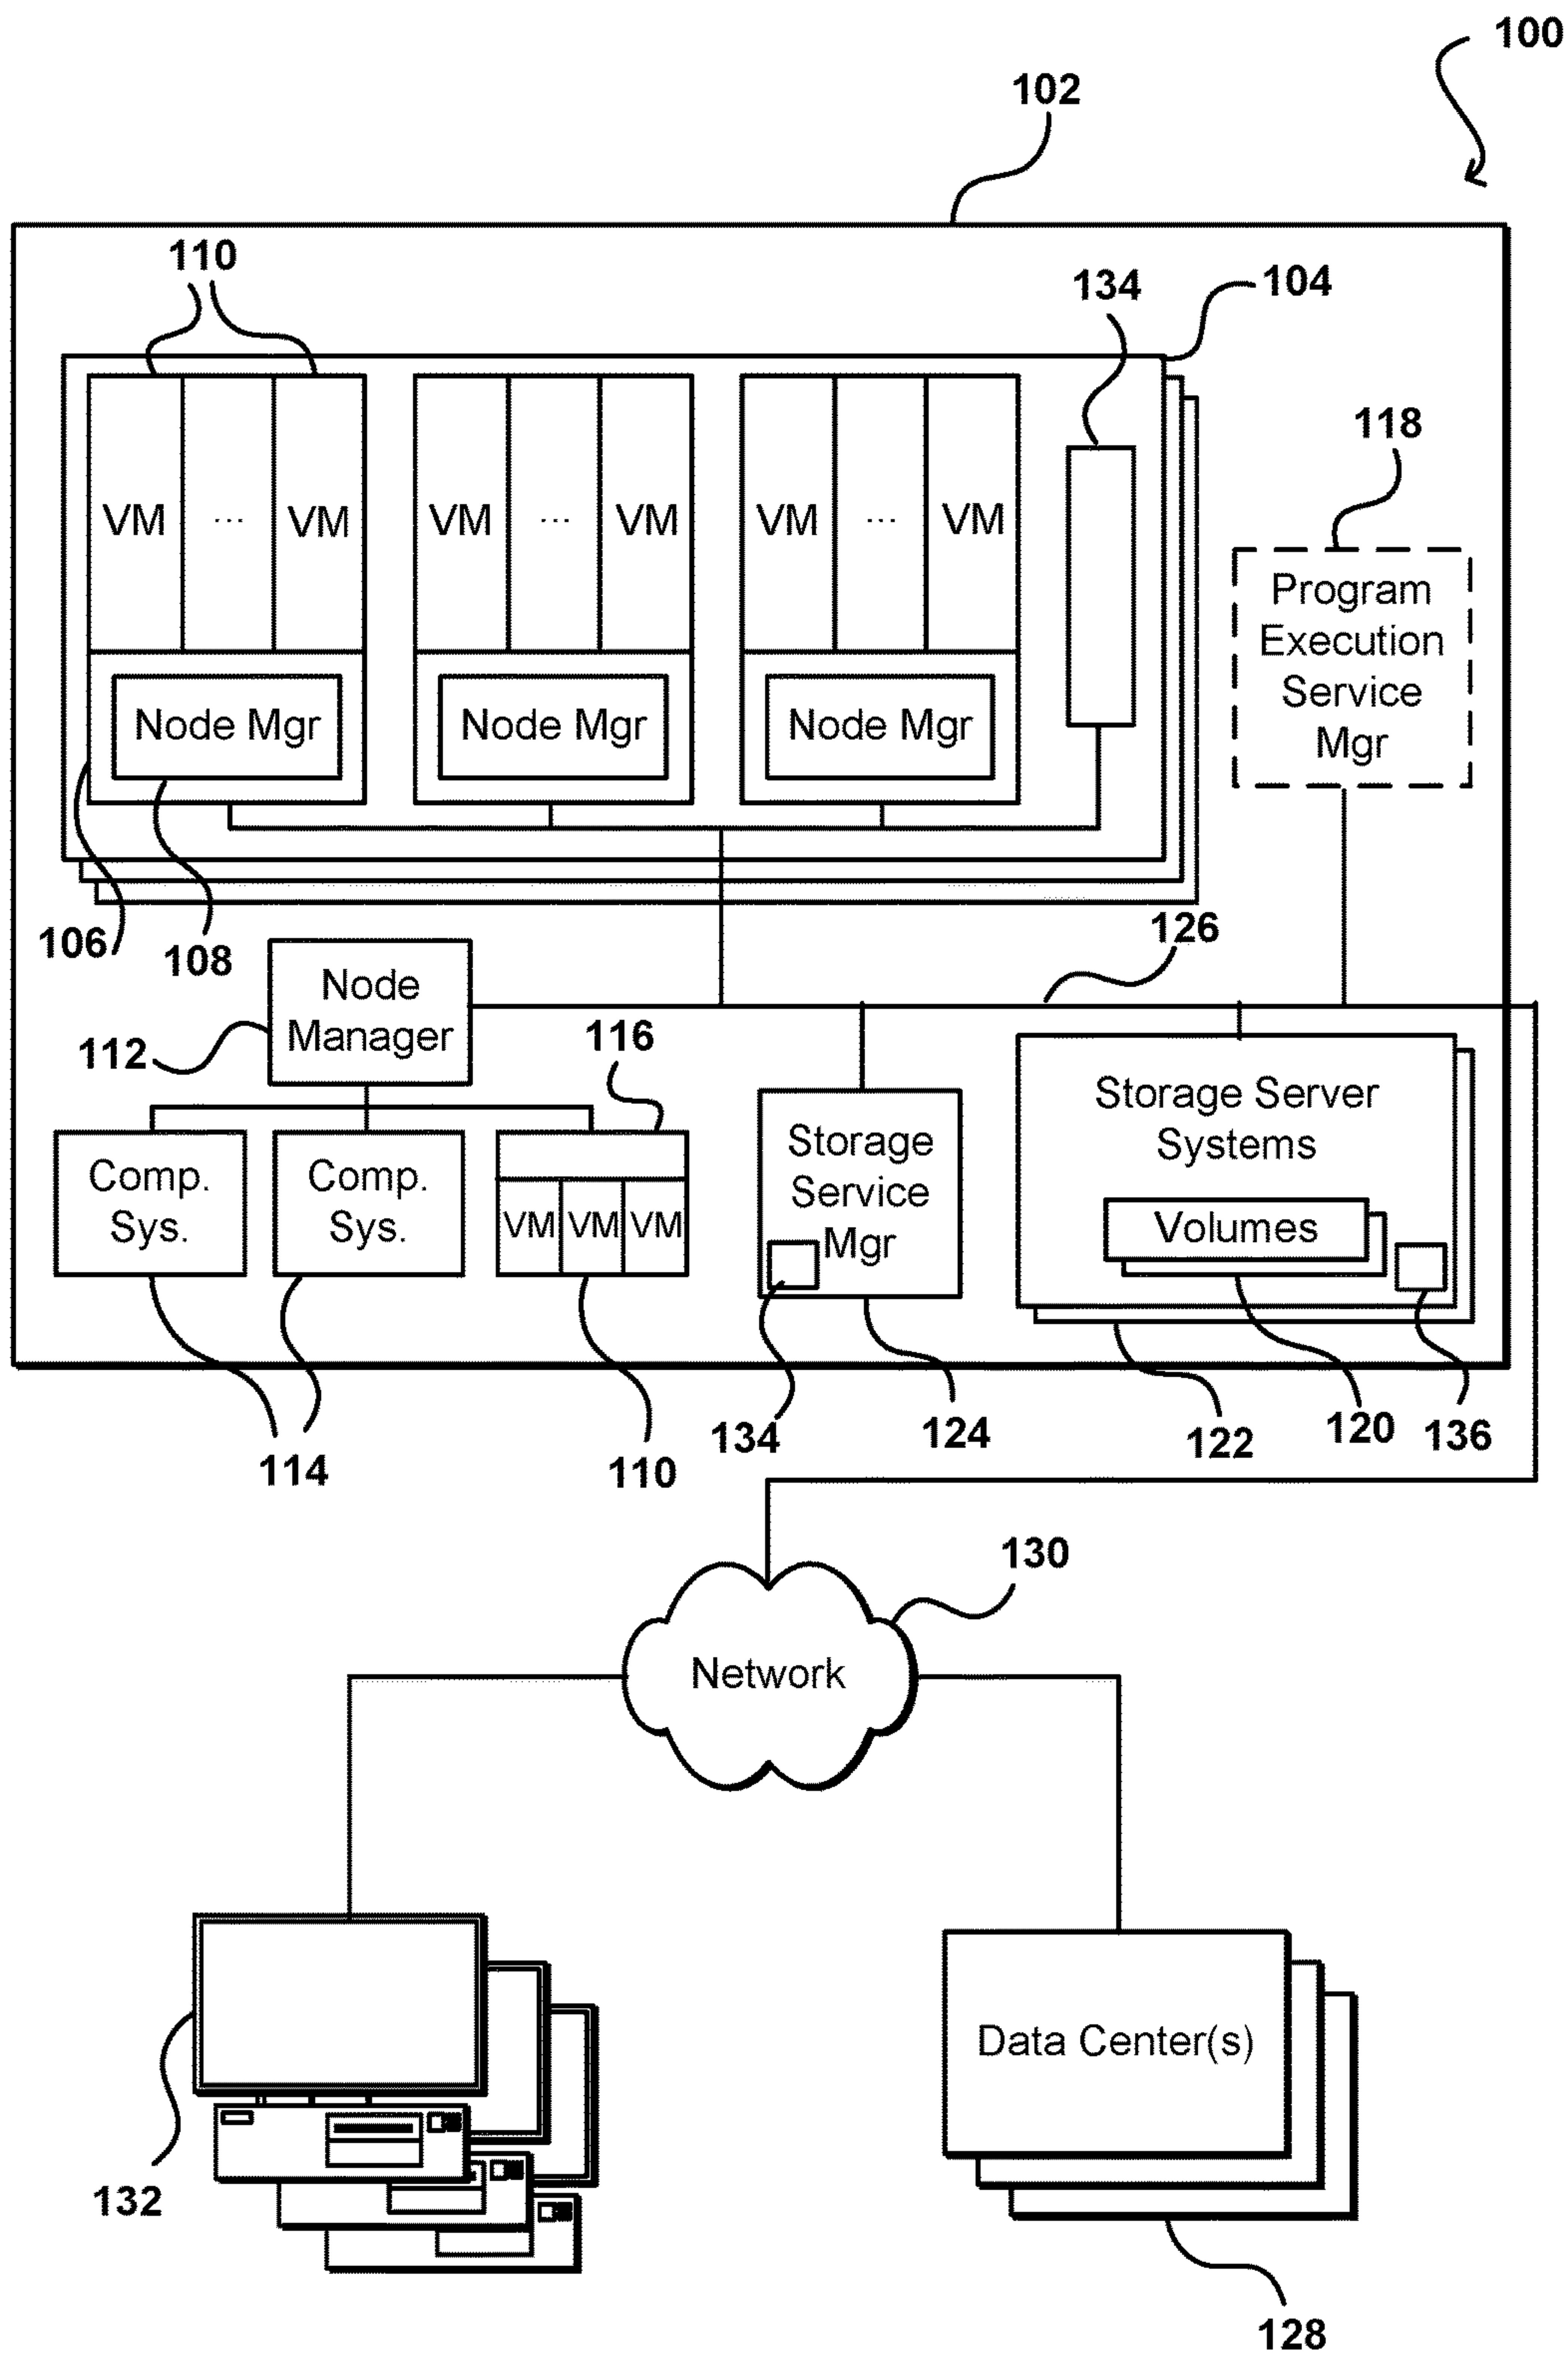 100
102
110
134
104
118
VM ... VM
VM ... VM
VM ... VM
Program
Execution
Service
Mgr
Node Mgr
Node Mgr
Node Mgr
106
108
126
Node
Manager
112
116
Storage Server
Systems
Storage
Service
Mgr
Comp.
Sys.
Comp.
Sys.
VM VM VM
Volumes
134
124
122
120
136
114
110
130
Network
Data Center(s)
132
128